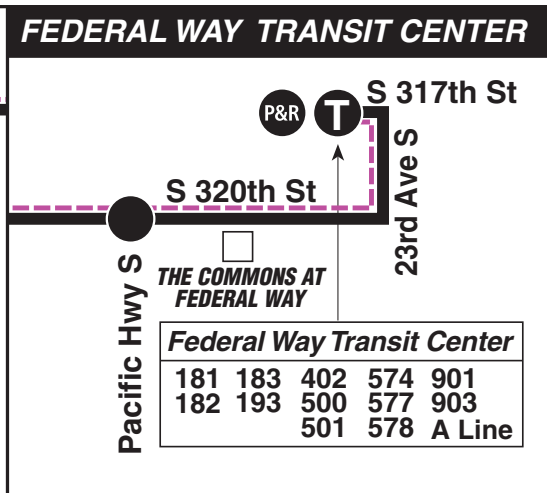 FEDERAL WAY TRANSIT CENTER
P&R
T
S 317th St
23rd Ave S
S 320th St
Pacific Hwy S
THE COMMONS AT
FEDERAL WAY
Federal Way Transit Center
181 183 402 574 901
182 193 500 577 903
501 578 A Line